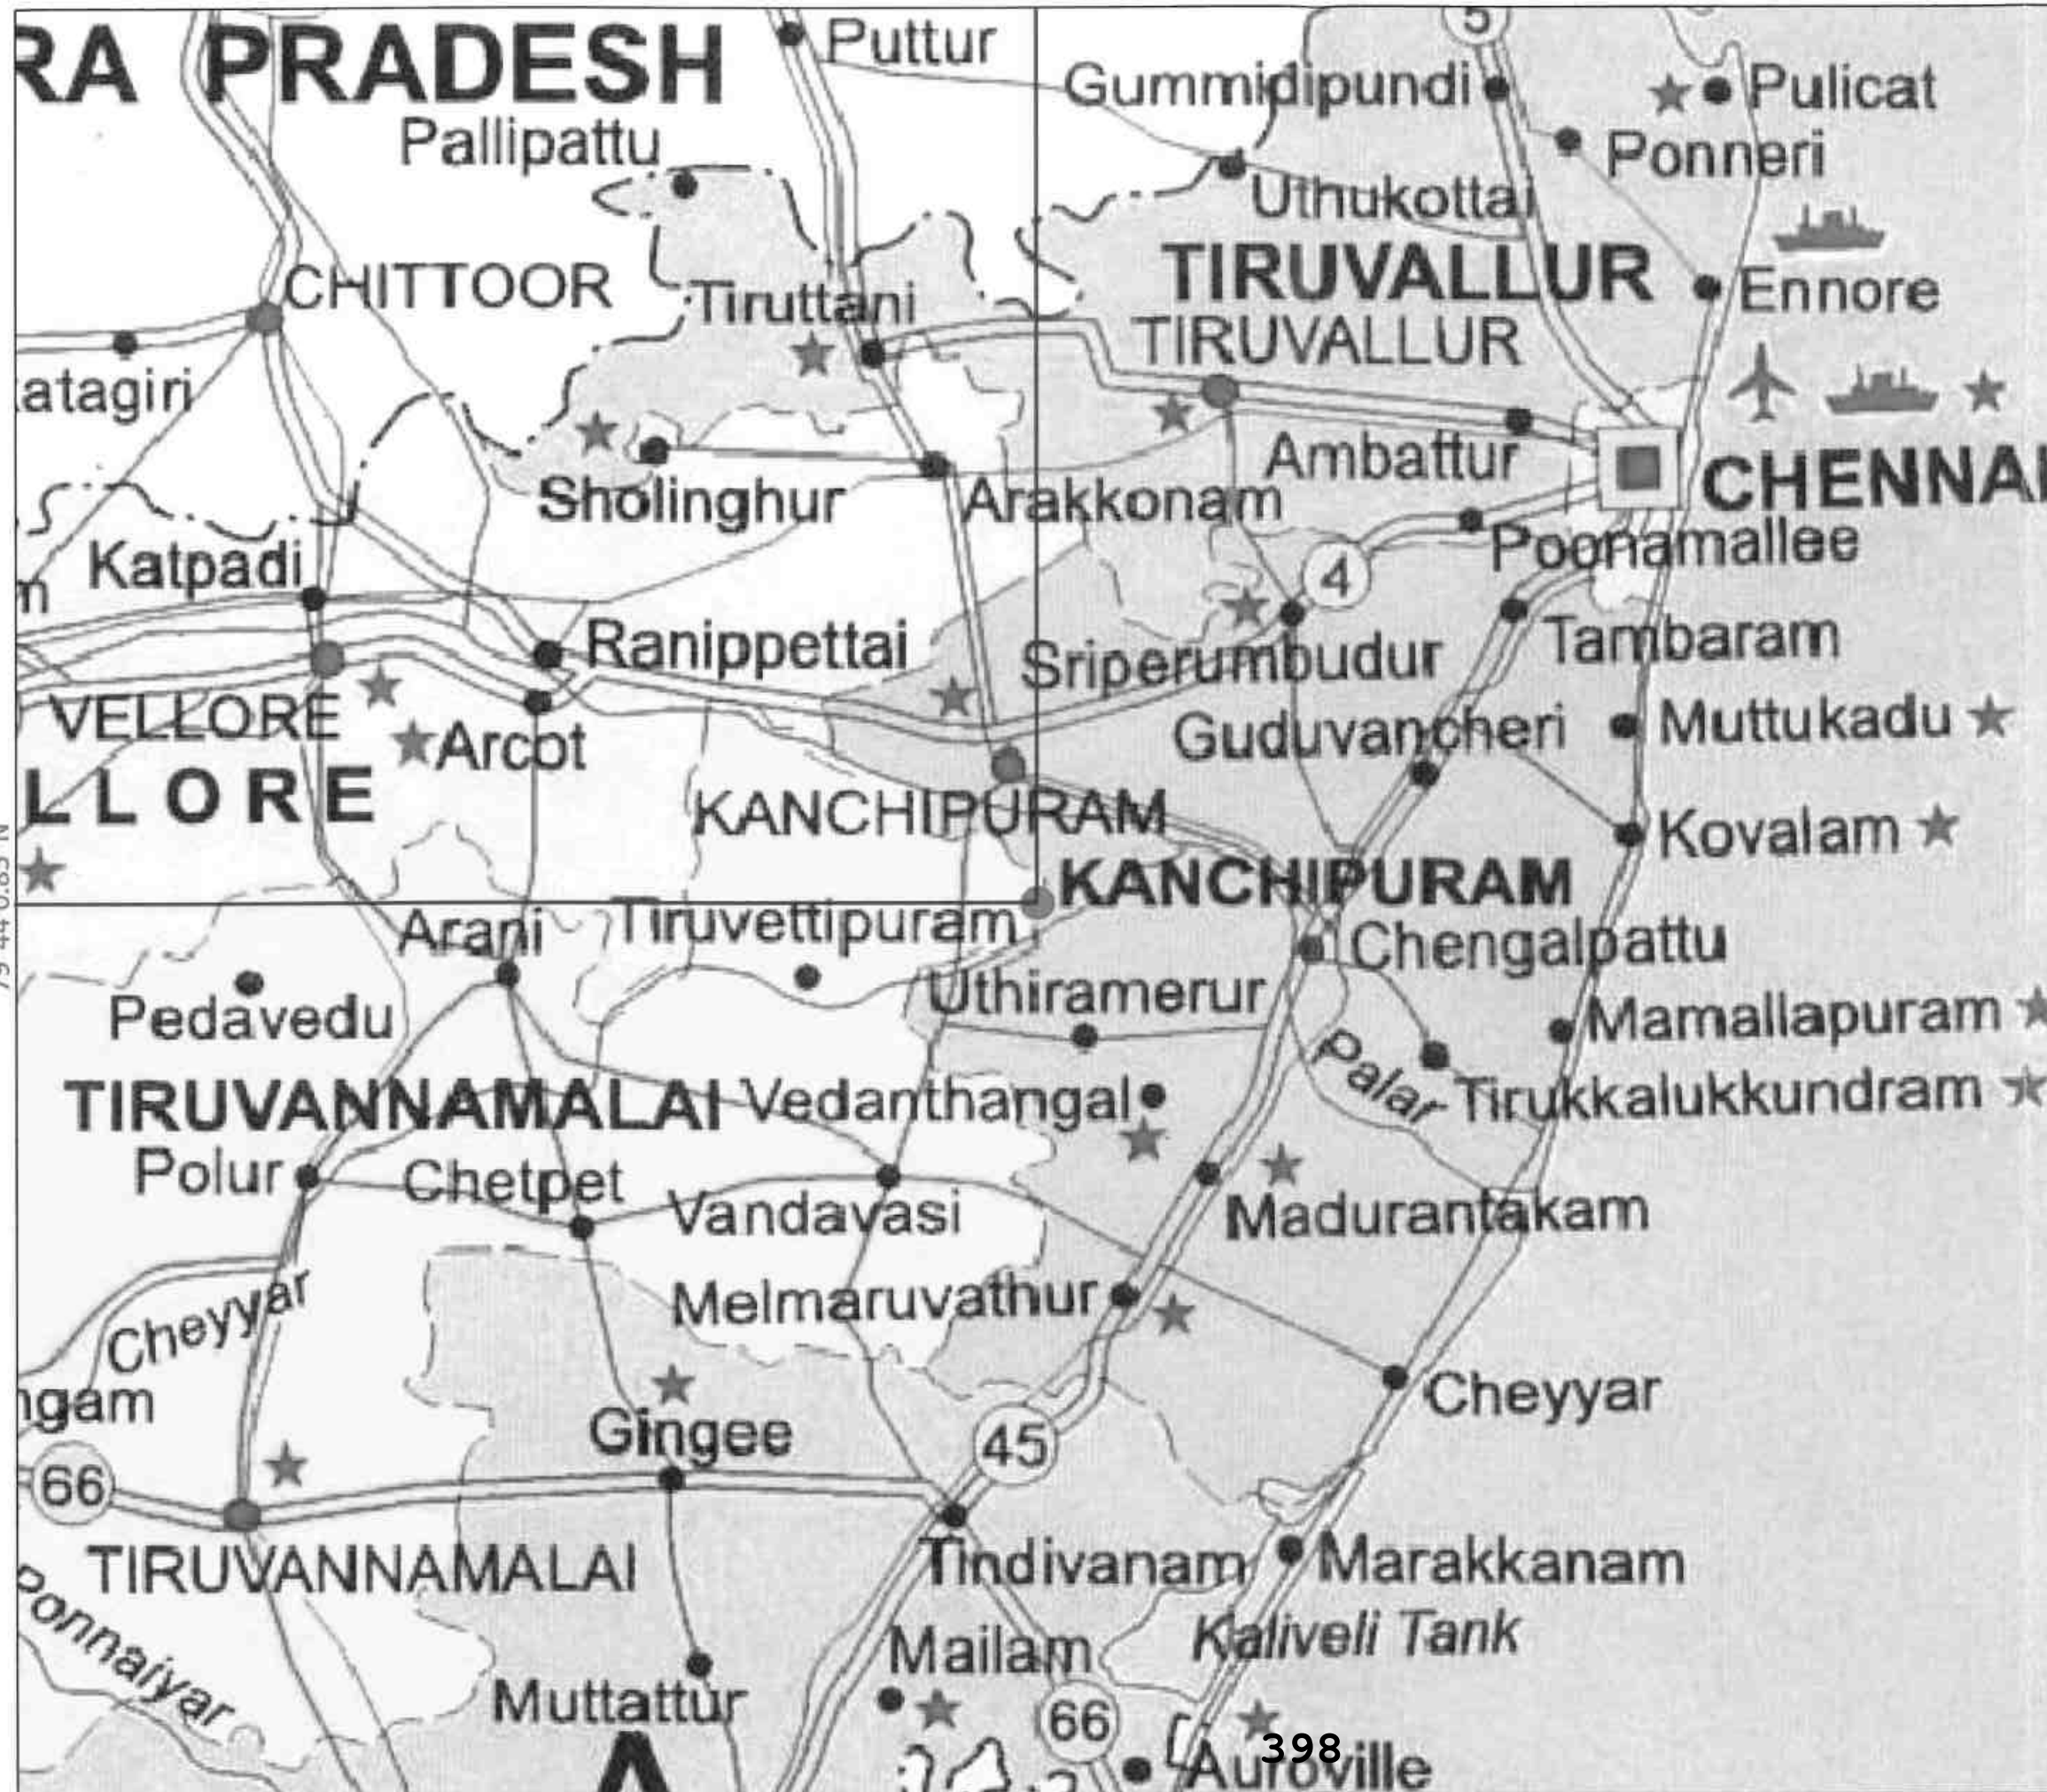 5
RA PRADESH
Puttur
Gummidipundi
Pulicat
Pallipattu
Ponneri
Uthukottai
TIRUVALLUR
CHITTOOR
Tiruttani
Ennore
TIRUVALLUR
atagiri
Ambattur
CHENNAI
Sholinghur
Arakkonam
Poonamallee
Katpadi
4
m
Ranippettai
Sriperumbudur
Tambaram
VELLORE
Arcot
Guduvancheri
Muttukadu
LLORE
KANCHIPURAM
Kovalam
KANCHIPURAM
Arani
Tiruvettipuram
Chengalpattu
Pedavedu
Uthiramerur
Mamallapuram
Palar
TIRUVANNAMALAI
Vedanthangal
Tirukkalukkundram
Polur
Chetpet
Vandavasi
Madurantakam
Cheyyar
Melmaruvathur
ngam
Cheyyar
Gingee
45
66
TIRUVANNAMALAI
Tindivanam
Marakkanam
Ponnaiyar
Mailam
Kaliveli Tank
Muttattur
66
A
398
Auroville